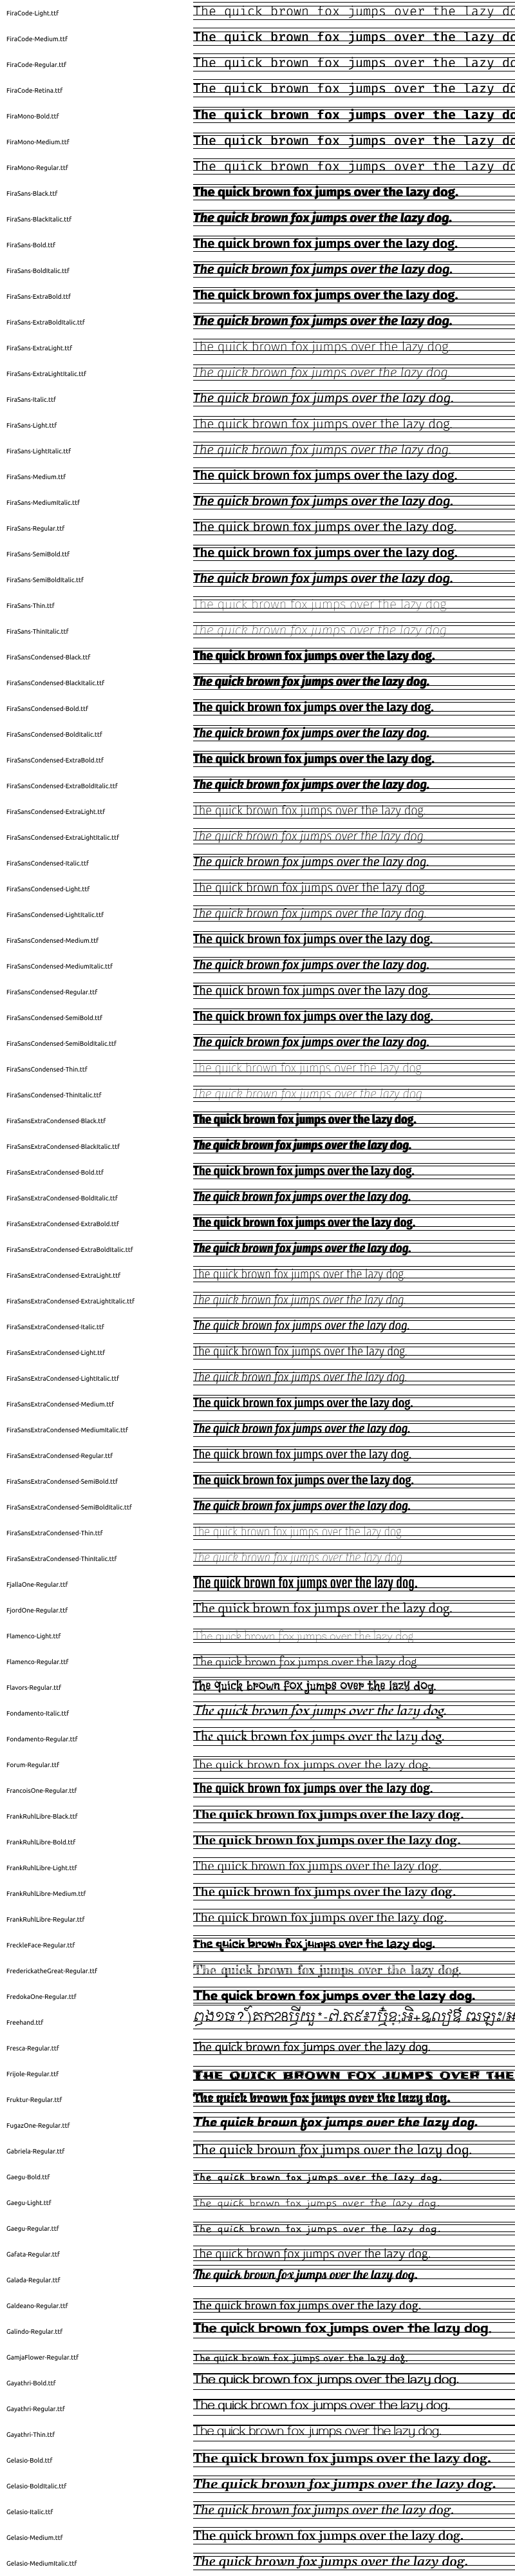 FiraCode-Light.ttf The quick brown fox jumps over the lazy do
FiraCode-Medium.ttf The quick brown fox jumps over the lazy do
FiraCode-Regular.ttf The quick brown fox jumps over the lazy do
FiraCode-Retina.ttf The quick brown fox jumps over the lazy do
FiraMono-Bold.ttf The quick brown fox jumps over the lazy do
FiraMono-Medium.ttf The quick brown fox jumps over the lazy do
FiraMono-Regular.ttf The quick brown fox jumps over the lazy do
FiraSans-Black.ttf The quick brown fox jumps over the lazy dog.
FiraSans-BlackItalic.ttf The quick brown fox jumps over the lazy dog.
FiraSans-Bold.ttf The quick brown fox jumps over the lazy dog.
FiraSans-BoldItalic.ttf The quick brown fox jumps over the lazy dog.
FiraSans-ExtraBold.ttf The quick brown fox jumps over the lazy dog.
FiraSans-ExtraBoldItalic.ttf The quick brown fox jumps over the lazy dog.
FiraSans-ExtraLight.ttf The quick brown fox jumps over the lazy dog.
FiraSans-ExtraLightItalic.ttf The quick brown fox jumps over the lazy dog.
FiraSans-Italic.ttf The quick brown fox jumps over the lazy dog.
FiraSans-Light.ttf The quick brown fox jumps over the lazy dog.
FiraSans-LightItalic.ttf The quick brown fox jumps over the lazy dog.
FiraSans-Medium.ttf The quick brown fox jumps over the lazy dog.
FiraSans-MediumItalic.ttf The quick brown fox jumps over the lazy dog.
FiraSans-Regular.ttf The quick brown fox jumps over the lazy dog.
FiraSans-SemiBold.ttf The quick brown fox jumps over the lazy dog.
FiraSans-SemiBoldItalic.ttf The quick brown fox jumps over the lazy dog.
FiraSans-Thin.ttf The quick brown fox jumps over the lazy dog.
FiraSans-ThinItalic.ttf The quick brown fox jumps over the lazy dog.
FiraSansCondensed-Black.ttf The quick brown fox jumps over the lazy dog.
FiraSansCondensed-BlackItalic.ttf The quick brown fox jumps over the lazy dog.
FiraSansCondensed-Bold.ttf The quick brown fox jumps over the lazy dog.
FiraSansCondensed-BoldItalic.ttf The quick brown fox jumps over the lazy dog.
FiraSansCondensed-ExtraBold.ttf The quick brown fox jumps over the lazy dog.
FiraSansCondensed-ExtraBoldItalic.ttf The quick brown fox jumps over the lazy dog.
FiraSansCondensed-ExtraLight.ttf The quick brown fox jumps over the lazy dog.
FiraSansCondensed-ExtraLightItalic.ttf The quick brown fox jumps over the lazy dog.
FiraSansCondensed-Italic.ttf The quick brown fox jumps over the lazy dog.
FiraSansCondensed-Light.ttf The quick brown fox jumps over the lazy dog.
FiraSansCondensed-LightItalic.ttf The quick brown fox jumps over the lazy dog.
FiraSansCondensed-Medium.ttf The quick brown fox jumps over the lazy dog.
FiraSansCondensed-MediumItalic.ttf The quick brown fox jumps over the lazy dog.
FiraSansCondensed-Regular.ttf The quick brown fox jumps over the lazy dog.
FiraSansCondensed-SemiBold.ttf The quick brown fox jumps over the lazy dog.
FiraSansCondensed-SemiBoldItalic.ttf The quick brown fox jumps over the lazy dog.
FiraSansCondensed-Thin.ttf The quick brown fox jumps over the lazy dog.
FiraSansCondensed-ThinItalic.ttf The quick brown fox jumps over the lazy dog.
FiraSansExtraCondensed-Black.ttf The quick brown fox jumps over the lazy dog.
FiraSansExtraCondensed-BlackItalic.ttf The quick brown fox jumps over the lazy dog.
FiraSansExtraCondensed-Bold.ttf The quick brown fox jumps over the lazy dog.
FiraSansExtraCondensed-BoldItalic.ttf The quick brown fox jumps over the lazy dog.
FiraSansExtraCondensed-ExtraBold.ttf The quick brown fox jumps over the lazy dog.
FiraSansExtraCondensed-ExtraBoldItalic.ttf The quick brown fox jumps over the lazy dog.
FiraSansExtraCondensed-ExtraLight.ttf The quick brown fox jumps over the lazy dog.
FiraSansExtraCondensed-ExtraLightItalic.ttf The quick brown fox jumps over the lazy dog.
FiraSansExtraCondensed-Italic.ttf The quick brown fox jumps over the lazy dog.
FiraSansExtraCondensed-Light.ttf The quick brown fox jumps over the lazy dog.
FiraSansExtraCondensed-LightItalic.ttf The quick brown fox jumps over the lazy dog.
FiraSansExtraCondensed-Medium.ttf The quick brown fox jumps over the lazy dog.
FiraSansExtraCondensed-MediumItalic.ttf The quick brown fox jumps over the lazy dog.
FiraSansExtraCondensed-Regular.ttf The quick brown fox jumps over the lazy dog.
FiraSansExtraCondensed-SemiBold.ttf The quick brown fox jumps over the lazy dog.
FiraSansExtraCondensed-SemiBoldItalic.ttf The quick brown fox jumps over the lazy dog.
FiraSansExtraCondensed-Thin.ttf The quick brown fox jumps over the lazy dog.
FiraSansExtraCondensed-ThinItalic.ttf The quick brown fox jumps over the lazy dog.
FjallaOne-Regular.ttf The quick brown fox jumps over the lazy dog.
FjordOne-Regular.ttf The quick brown fox jumps over the lazy dog.
Flamenco-Light.ttf The quick brown fox jumps over the lazy dog.
Flamenco-Regular.ttf The quick brown fox jumps over the lazy dog.
Flavors-Regular.ttf The quick brown fox jumps over the lazy dog.
Fondamento-Italic.ttf The quick brown fox jumps over the lazy dog.
Fondamento-Regular.ttf The quick brown fox jumps over the lazy dog.
Forum-Regular.ttf The quick brown fox jumps over the lazy dog.
FrancoisOne-Regular.ttf The quick brown fox jumps over the lazy dog.
FrankRuhlLibre-Black.ttf The quick brown fox jumps over the lazy dog.
FrankRuhlLibre-Bold.ttf The quick brown fox jumps over the lazy dog.
FrankRuhlLibre-Light.ttf The quick brown fox jumps over the lazy dog.
FrankRuhlLibre-Medium.ttf The quick brown fox jumps over the lazy dog.
FrankRuhlLibre-Regular.ttf The quick brown fox jumps over the lazy dog.
FreckleFace-Regular.ttf The quick brown fox jumps over the lazy dog.
FrederickatheGreat-Regular.ttf The quick brown fox jumps over the lazy dog.
FredokaOne-Regular.ttf The quick brown fox jumps over the lazy dog.
Freehand.ttf
Fresca-Regular.ttf The quick brown fox jumps over the lazy dog.
Frijole-Regular.ttf The quick brown fox jumps over the
Fruktur-Regular.ttf The quick brown fox jumps over the lazy dog.
FugazOne-Regular.ttf The quick brown fox jumps over the lazy dog.
Gabriela-Regular.ttf The quick brown fox jumps over the lazy dog.
Gaegu-Bold.ttf The quick brown fox jumps over the lazy dog.
Gaegu-Light.ttf The quick brown fox jumps over the lazy dog.
Gaegu-Regular.ttf The quick brown fox jumps over the lazy dog.
Gafata-Regular.ttf The quick brown fox jumps over the lazy dog.
Galada-Regular.ttf The quick brown fox jumps over the lazy dog.
Galdeano-Regular.ttf The quick brown fox jumps over the lazy dog.
Galindo-Regular.ttf The quick brown fox jumps over the lazy dog.
GamjaFlower-Regular.ttf The quick brown fox jumps over the lazy dog.
Gayathri-Bold.ttf The quick brown fox jumps over the lazy dog.
Gayathri-Regular.ttf The quick brown fox jumps over the lazy dog.
Gayathri-Thin.ttf The quick brown fox jumps over the lazy dog.
Gelasio-Bold.ttf The quick brown fox jumps over the lazy dog.
Gelasio-BoldItalic.ttf The quick brown fox jumps over the lazy dog.
Gelasio-Italic.ttf The quick brown fox jumps over the lazy dog.
Gelasio-Medium.ttf The quick brown fox jumps over the lazy dog.
Gelasio-MediumItalic.ttf The quick brown fox jumps over the lazy dog.